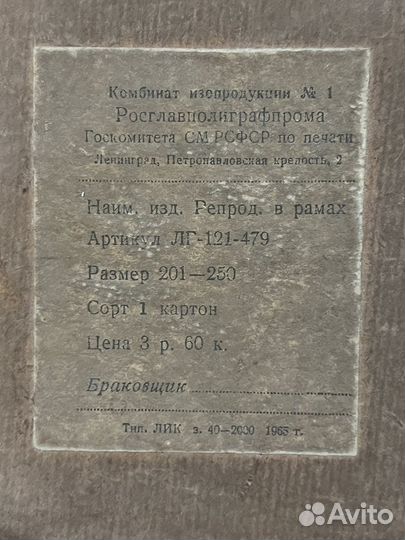 Комбинат изопродукции № 1
Росглавполиграфпрома
Госкомитета СМ РСФСР по печати
Ленинград, Петропавловская крепость, 2
Наим. изд. Репрод. в рамах
Артикул ЛГ-121-479
Размер 201—250
Сорт 1 картон
Цена 3 р. 60 к.
Браковщик
Тип. ЛИК з. 40—2000 1965 г.
Avito